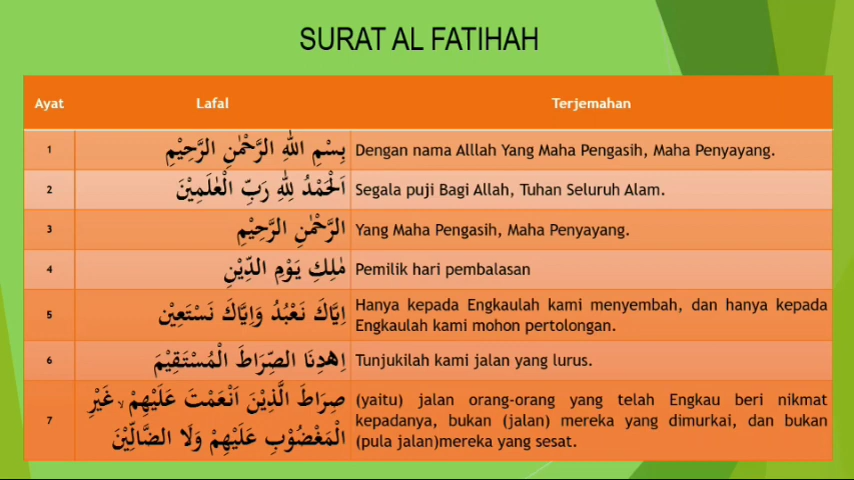 SURAT AL FATIHAH
Ayat Lafal Terjemahan
1 بِسْمِ اللّٰهِ الرَّحْمٰنِ الرَّحِيْمِ Dengan nama Alllah Yang Maha Pengasih, Maha Penyayang.
2 اَلْحَمْدُ لِلّٰهِ رَبِّ الْعٰلَمِيْنَ Segala puji Bagi Allah, Tuhan Seluruh Alam.
3 الرَّحْمٰنِ الرَّحِيْمِ Yang Maha Pengasih, Maha Penyayang.
4 مٰلِكِ يَوْمِ الدِّيْنِ Pemilik hari pembalasan
5 اِيَّاكَ نَعْبُدُ وَاِيَّاكَ نَسْتَعِيْن Hanya kepada Engkaulah kami menyembah, dan hanya kepada
Engkaulah kami mohon pertolongan.
6 اِهْدِنَا الصِّرَاطَ الْمُسْتَقِيْمَ Tunjukilah kami jalan yang lurus.
7 صِرَاطَ الَّذِيْنَ اَنْعَمْتَ عَلَيْهِمْ ۙ غَيْرِ (yaitu) jalan orang-orang yang telah Engkau beri nikmat
kepadanya, bukan (jalan) mereka yang dimurkai, dan bukan
الْمَغْضُوْبِ عَلَيْهِمْ وَلَا الضَّالِّيْنَ (pula jalan)mereka yang sesat.